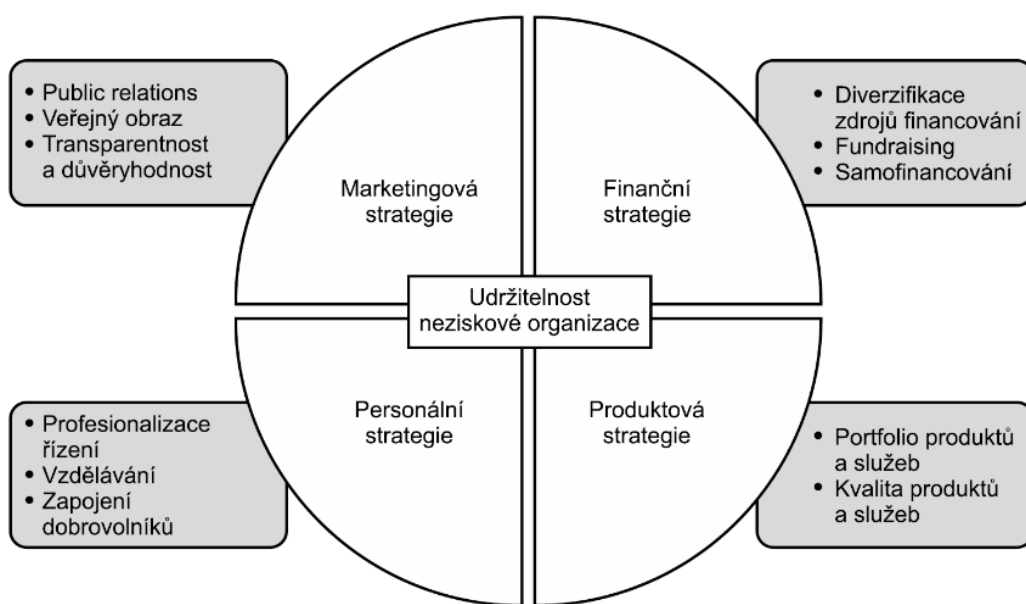 • Public relations
• Veřejný obraz
• Transparentnost
a důvěryhodnost
• Diverzifikace
zdrojů financování
• Fundraising
• Samofinancování
Marketingová
strategie
Finanční
strategie
Udržitelnost
neziskové organizace
Personální
strategie
Produktová
strategie
• Profesionalizace
řízení
• Vzdělávání
• Zapojení
dobrovolníků
• Portfolio produktů
a služeb
• Kvalita produktů
a služeb